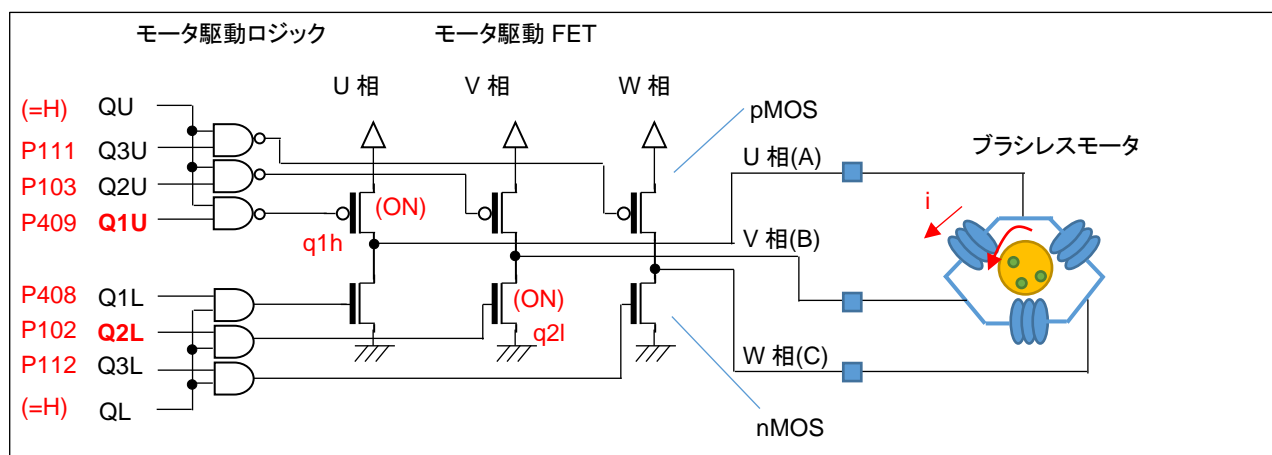 モータ駆動ロジック モータ駆動 FET
U 相 V 相 W 相
(=H) QU
pMOS
P111 Q3U
ブラシレスモータ
U 相(A)
P103 Q2U
P409 Q1U
(ON)
i
q1h
V 相(B)
P408 Q1L
(ON)
P102 Q2L
q2l
P112 Q3L
W 相(C)
(=H) QL
nMOS